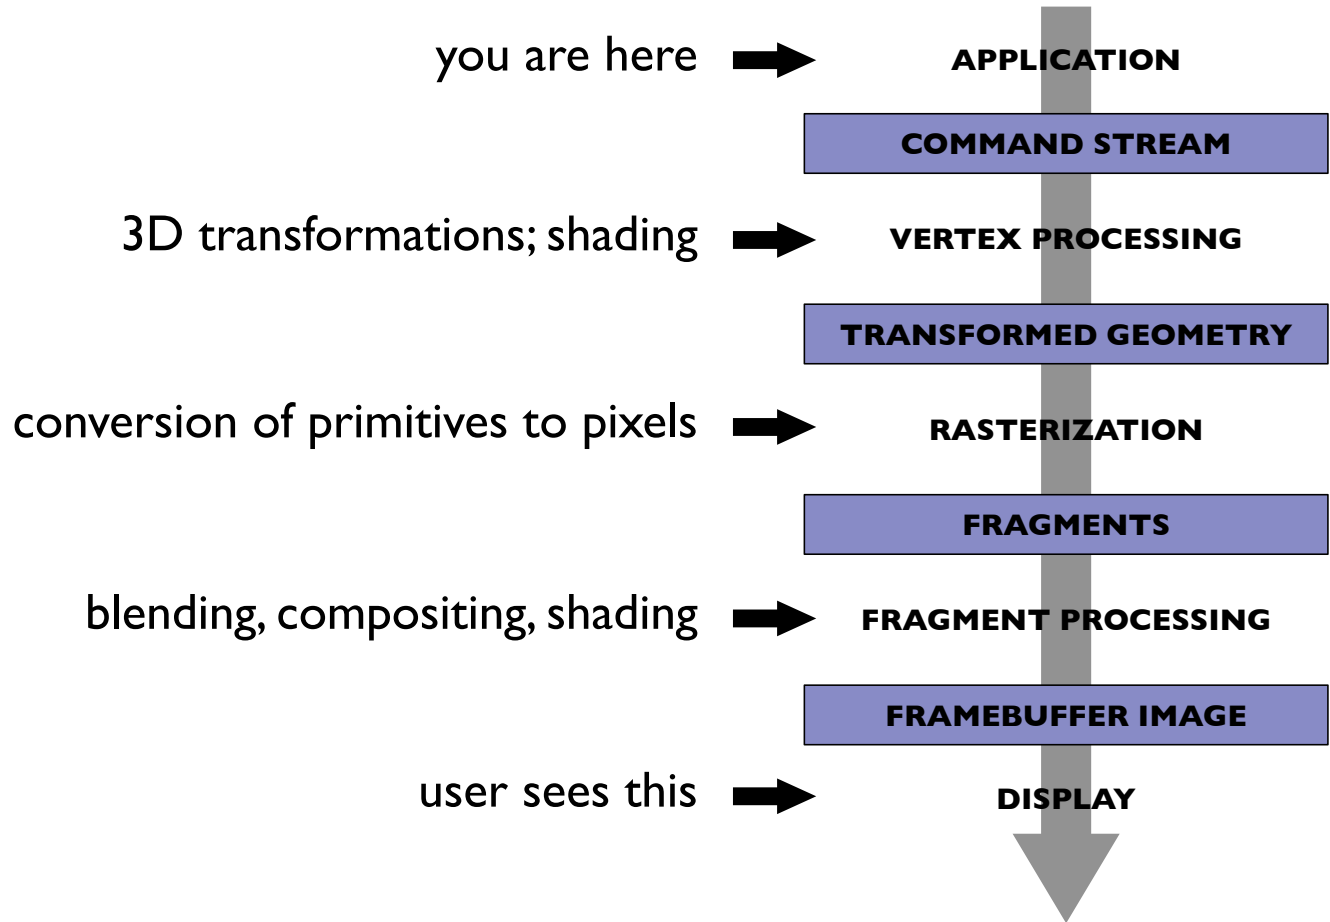 you are here
APPLICATION
COMMAND STREAM
3D transformations; shading
VERTEX PROCESSING
TRANSFORMED GEOMETRY
conversion of primitives to pixels
RASTERIZATION
FRAGMENTS
blending, compositing, shading
FRAGMENT PROCESSING
FRAMEBUFFER IMAGE
user sees this
DISPLAY